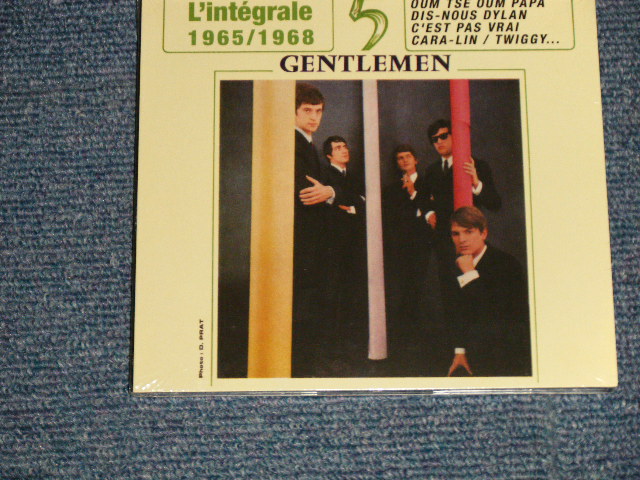 L'intégrale
1965/1968
5
OUM TSE OUM PAPA
DIS-NOUS DYLAN
C'EST PAS VRAI
CARA-LIN / TWIGGY...
GENTLEMEN
Photo : D. PRAT